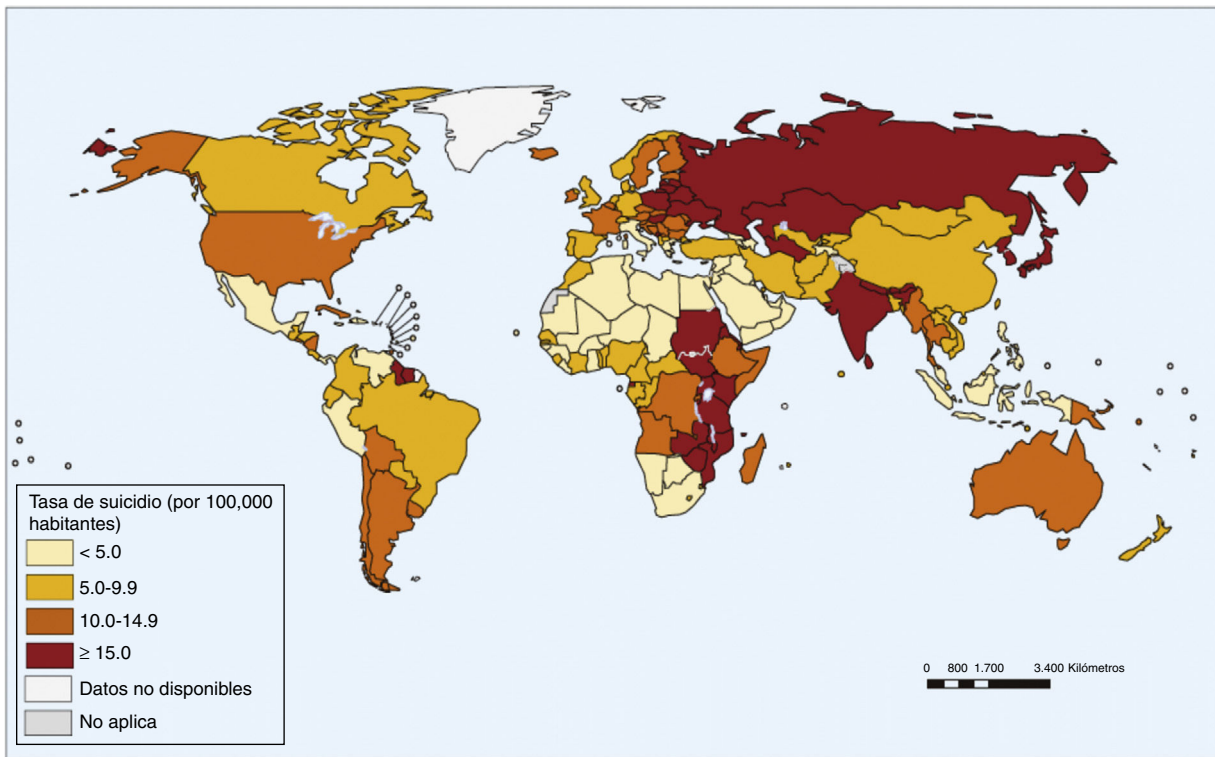 Tasa de suicidio (por 100,000
habitantes)
< 5.0
5.0-9.9
10.0-14.9
≥ 15.0
Datos no disponibles
No aplica
0 800 1.700 3.400 Kilómetros